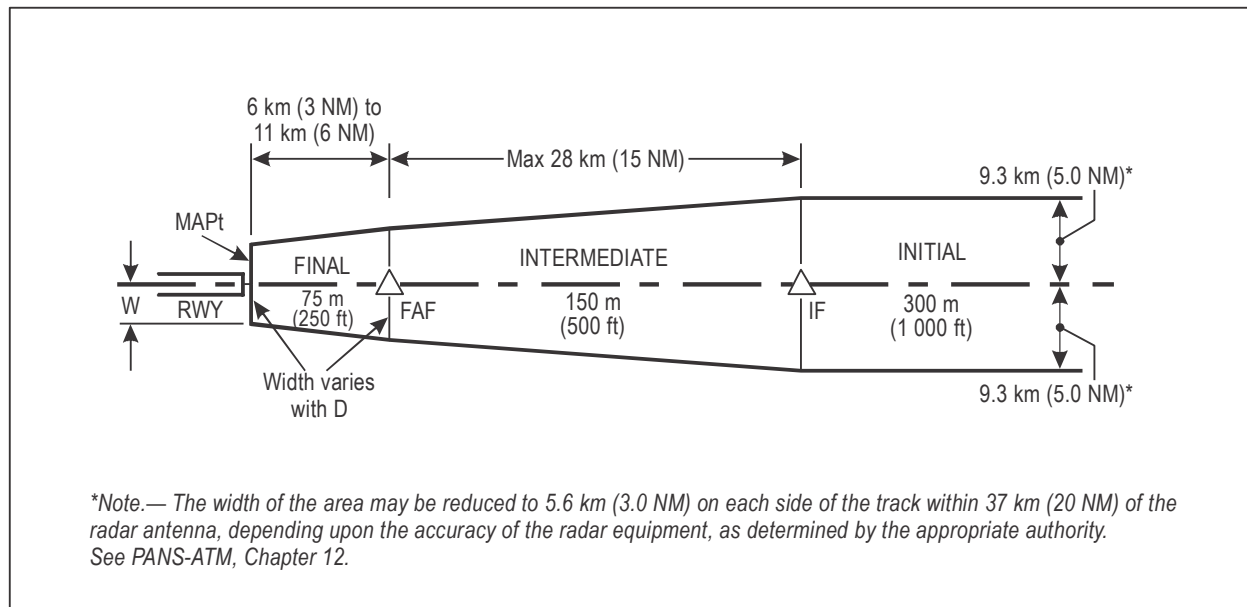 6 km (3 NM) to
11 km (6 NM)
Max 28 km (15 NM)
9.3 km (5.0 NM)*
MAPt
FINAL
INTERMEDIATE
INITIAL
W
RWY
75 m
(250 ft)
FAF
150 m
(500 ft)
IF
300 m
(1 000 ft)
Width varies
with D
9.3 km (5.0 NM)*
*Note.— The width of the area may be reduced to 5.6 km (3.0 NM) on each side of the track within 37 km (20 NM) of the
radar antenna, depending upon the accuracy of the radar equipment, as determined by the appropriate authority.
See PANS-ATM, Chapter 12.